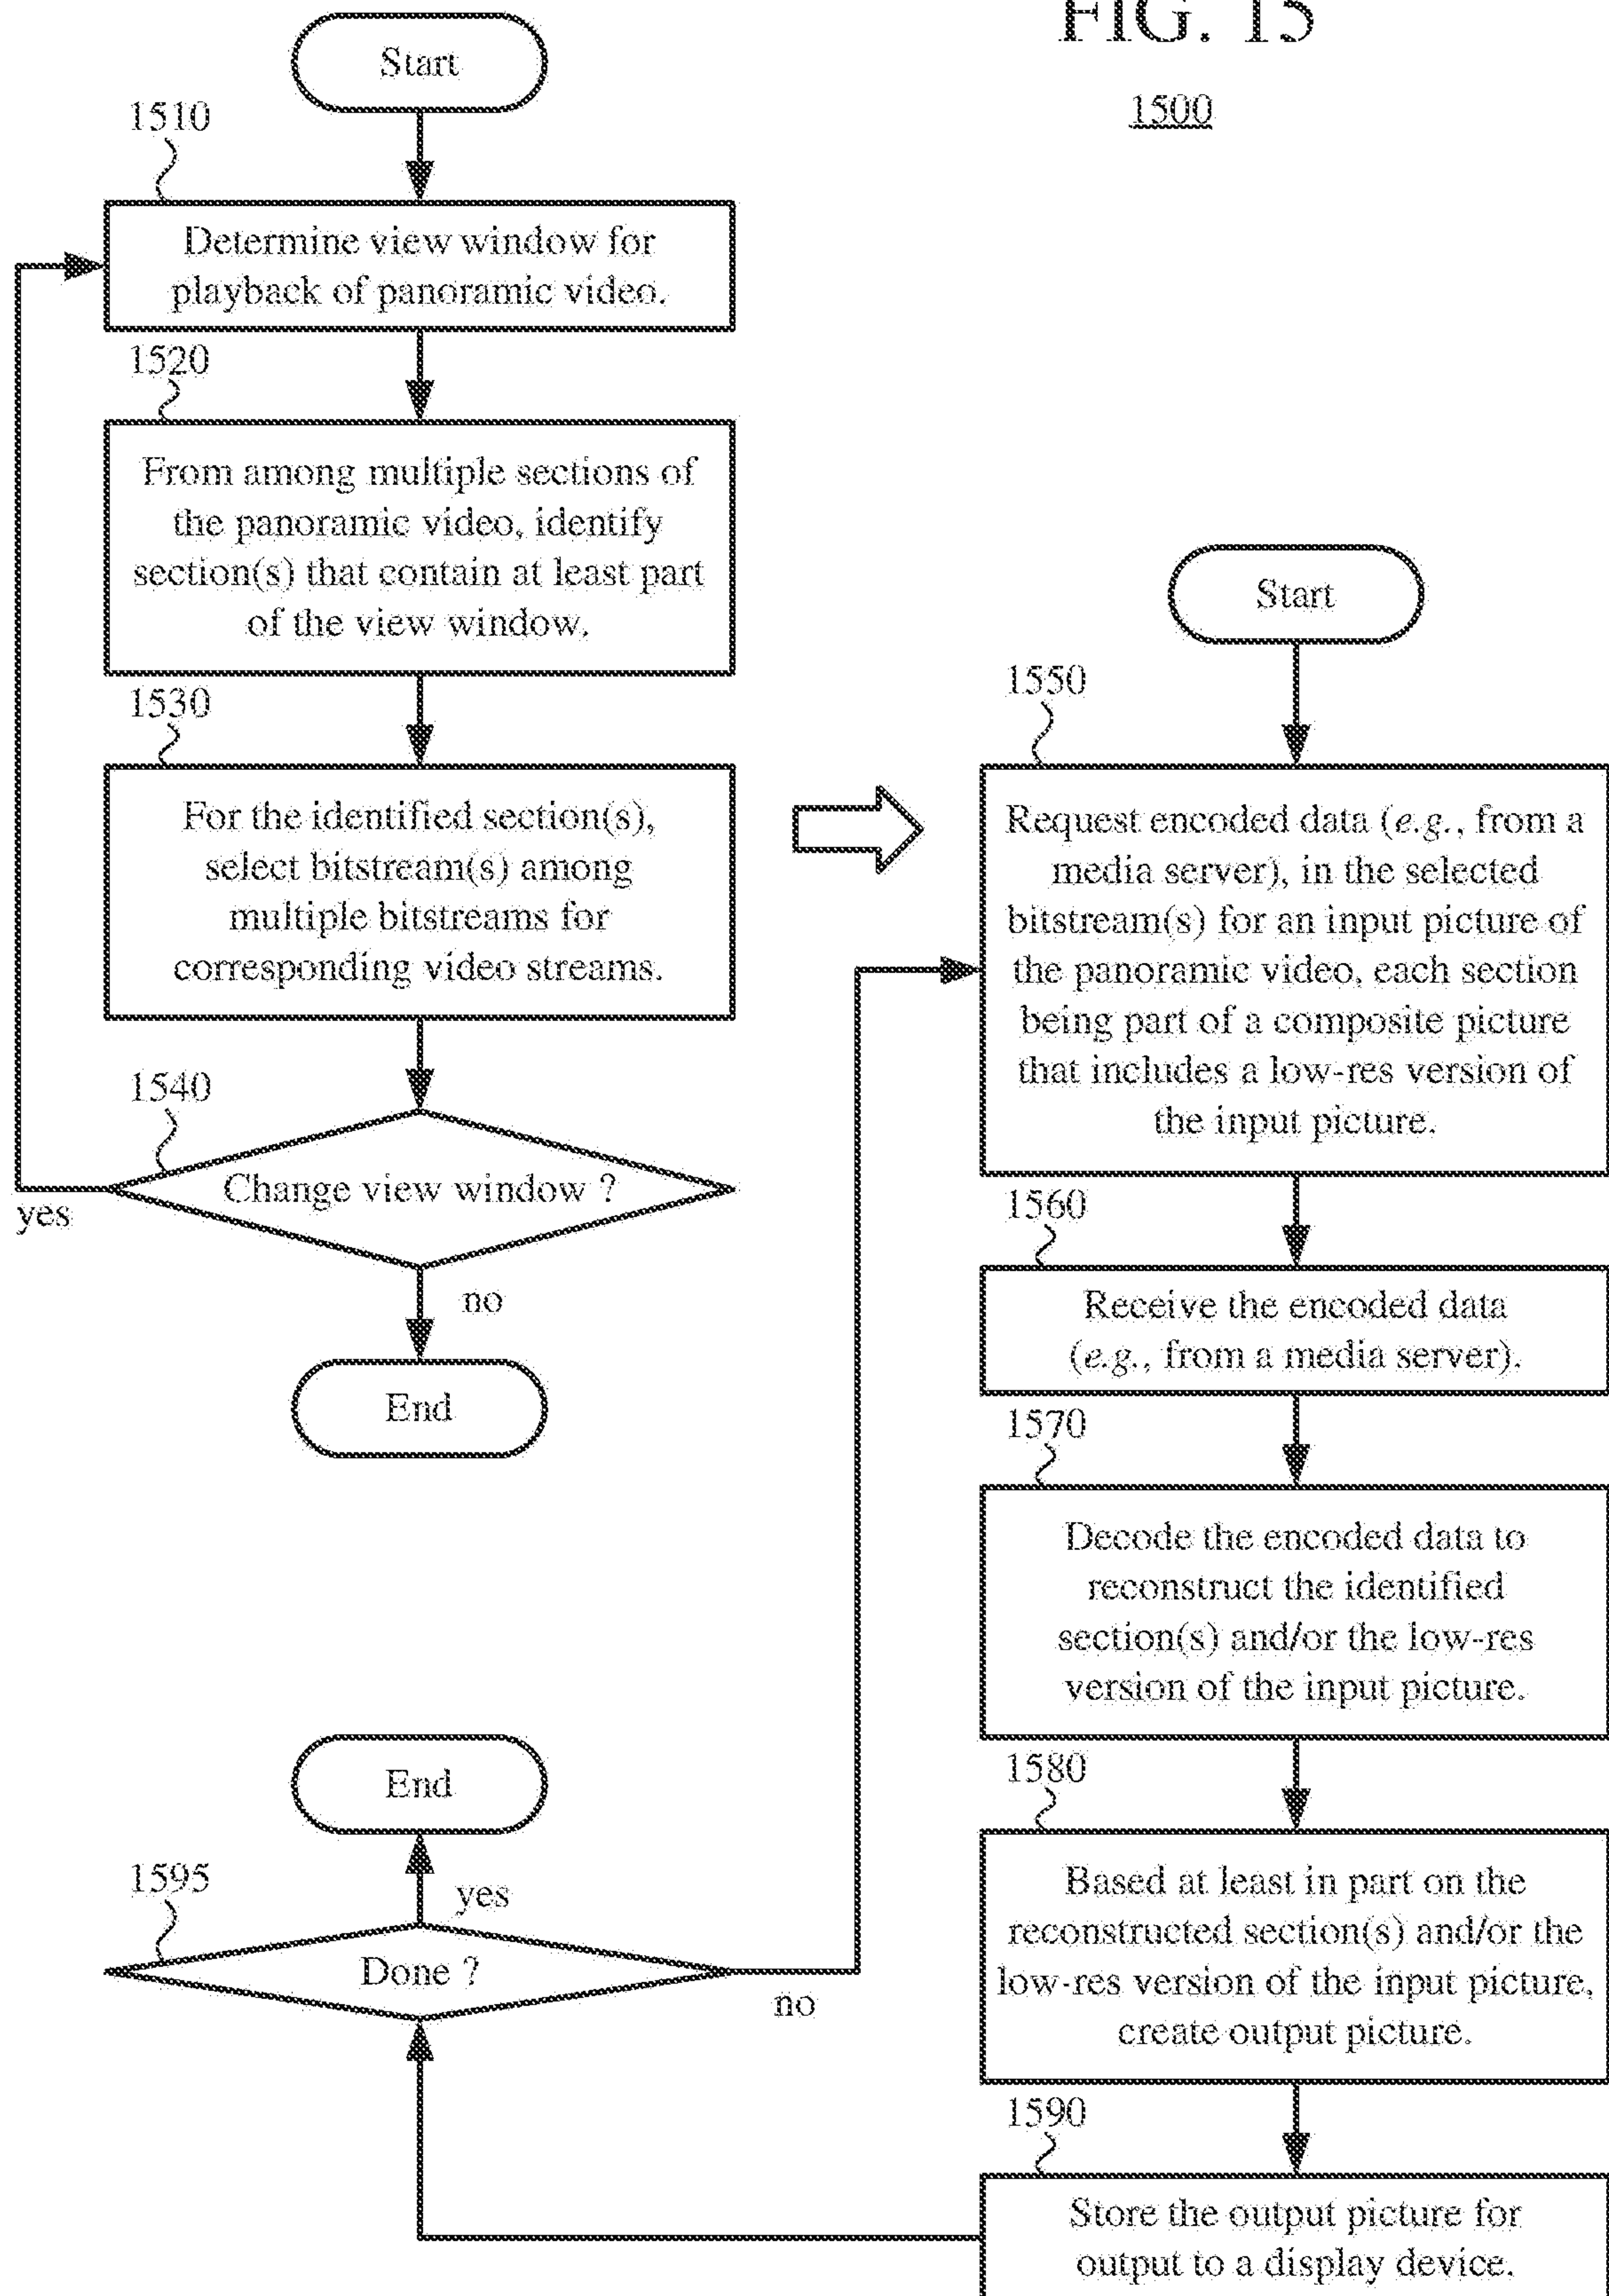 FIG. 15
1500
Start
1510
Determine view window for
playback of panoramic video.
1520
From among multiple sections of
the panoramic video, identify
section(s) that contain at least part
of the view window.
1530
For the identified section(s),
select bitstream(s) among
multiple bitstreams for
corresponding video streams.
1540
Change view window ?
yes
no
End
Start
1550
Request encoded data (e.g., from a
media server), in the selected
bitstream(s) for an input picture of
the panoramic video, each section
being part of a composite picture
that includes a low-res version of
the input picture.
1560
Receive the encoded data
(e.g., from a media server).
1570
Decode the encoded data to
reconstruct the identified
section(s) and/or the low-res
version of the input picture.
1580
Based at least in part on the
reconstructed section(s) and/or the
low-res version of the input picture,
create output picture.
1590
Store the output picture for
output to a display device.
End
1595
yes
Done ?
no